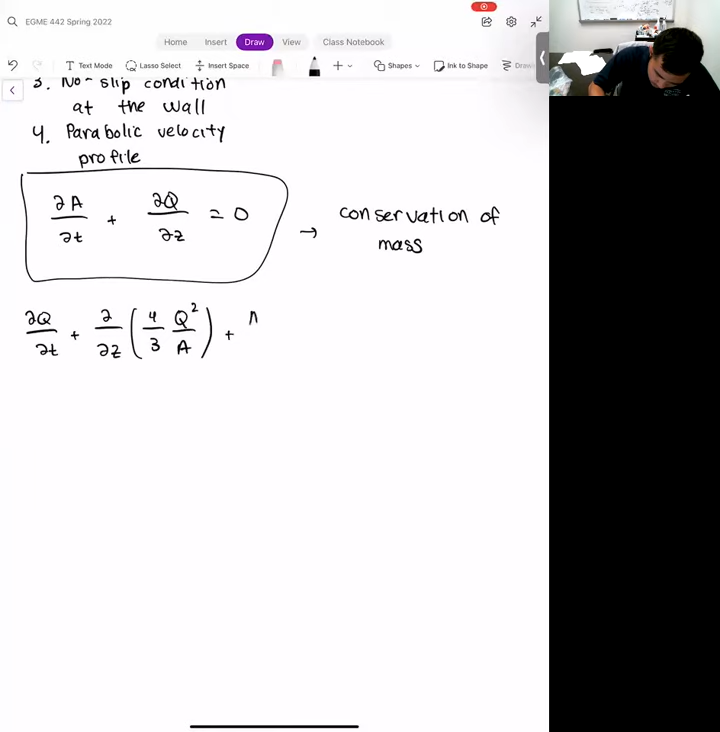 EGME 442 Spring 2022
Home Insert Draw View Class Notebook
Text Mode Lasso Select Insert Space Shapes Ink to Shape Draw
3. No-slip condition
at the wall
4. Parabolic velocity
profile
∂A/∂t + ∂Q/∂z = 0 → conservation of
mass
∂Q/∂t + ∂/∂z (4/3 Q²/A) +